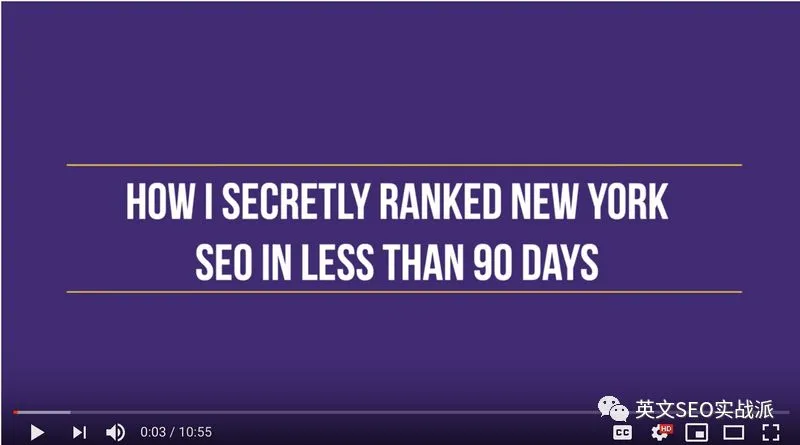 HOW I SECRETLY RANKED NEW YORK
SEO IN LESS THAN 90 DAYS
英文SEO实战派
0:03 / 10:55
CC
HD